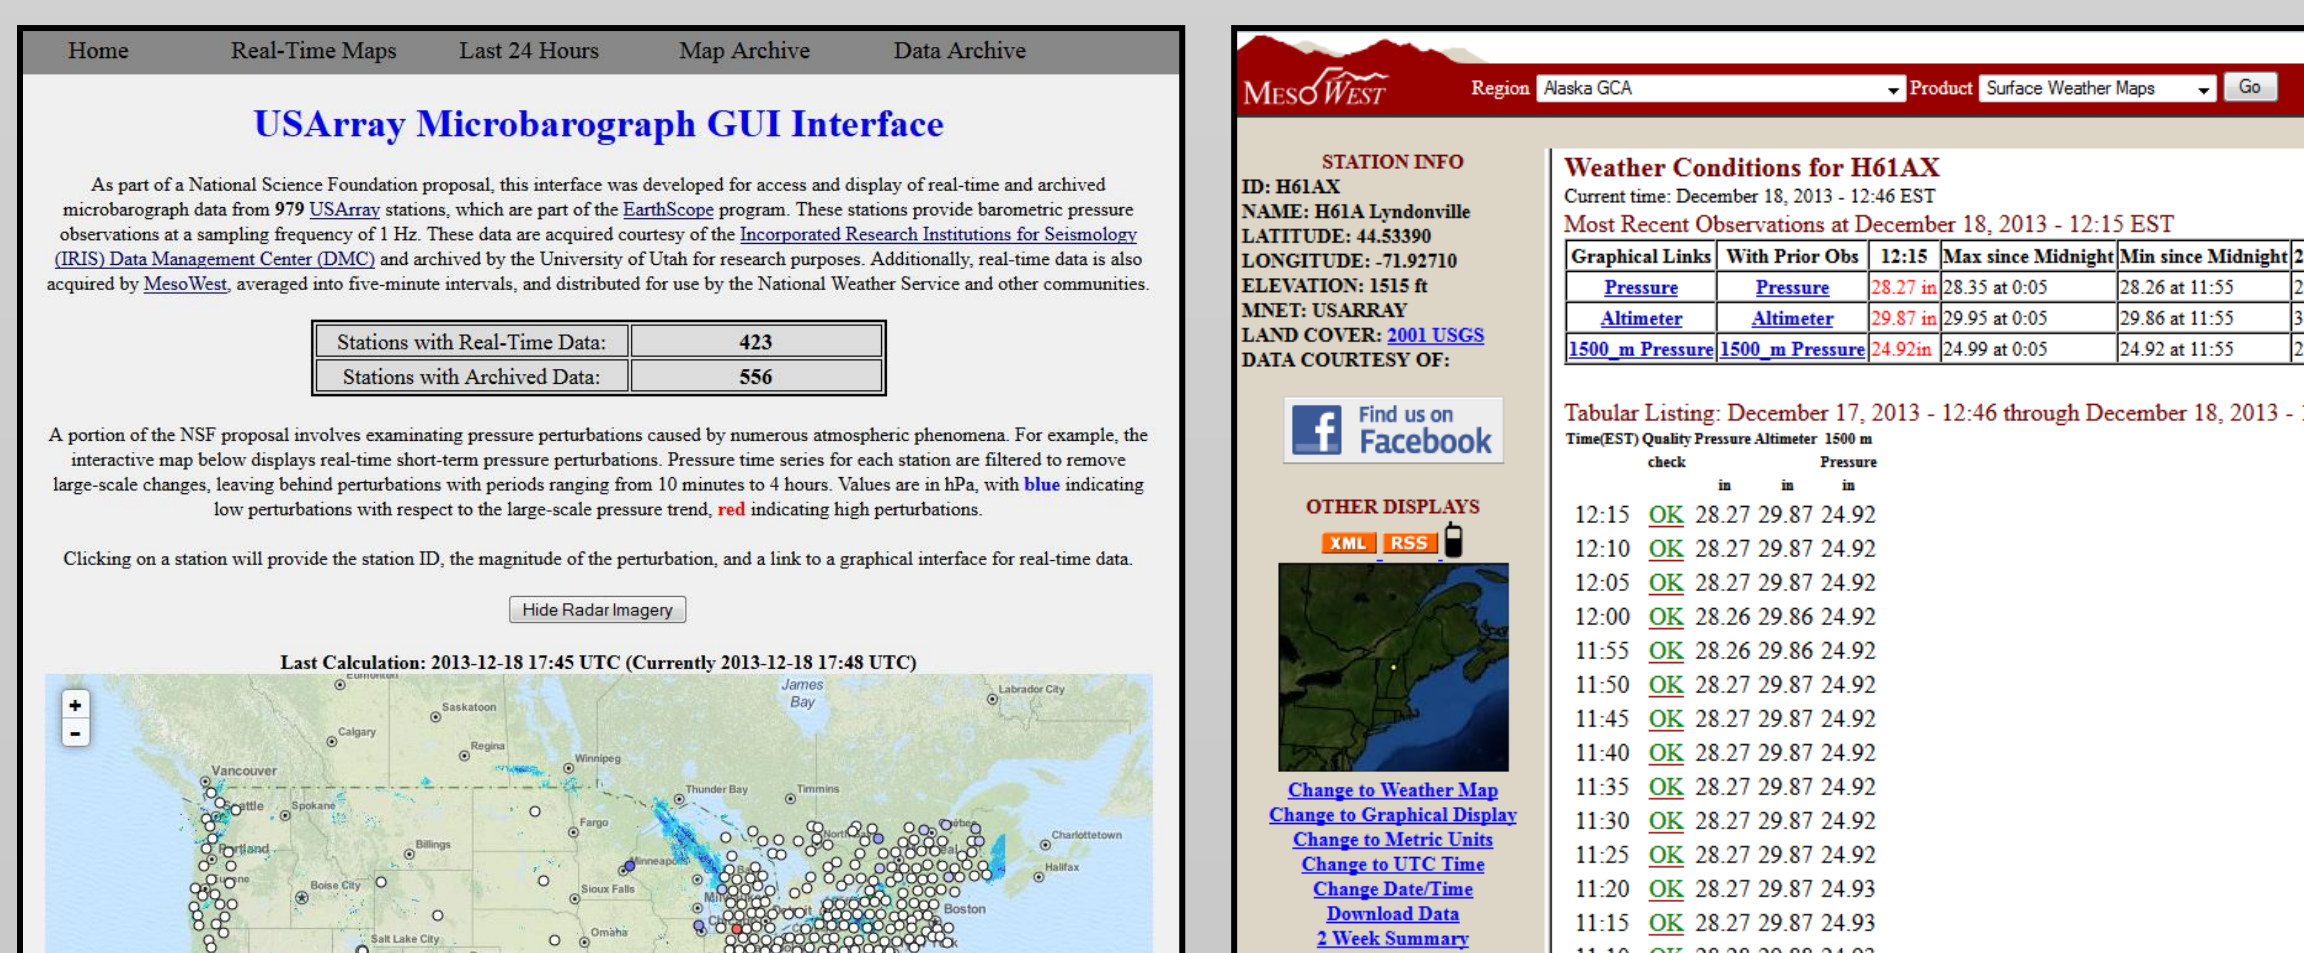 Home Real-Time Maps Last 24 Hours Map Archive Data Archive
USArray Microbarograph GUI Interface
As part of a National Science Foundation proposal, this interface was developed for access and display of real-time and archived
microbarograph data from 979 USArray stations, which are part of the EarthScope program. These stations provide barometric pressure
observations at a sampling frequency of 1 Hz. These data are acquired courtesy of the Incorporated Research Institutions for Seismology
(IRIS) Data Management Center (DMC) and archived by the University of Utah for research purposes. Additionally, real-time data is also
acquired by MesoWest, averaged into five-minute intervals, and distributed for use by the National Weather Service and other communities.
Stations with Real-Time Data: 423
Stations with Archived Data: 556
A portion of the NSF proposal involves examinating pressure perturbations caused by numerous atmospheric phenomena. For example, the
interactive map below displays real-time short-term pressure perturbations. Pressure time series for each station are filtered to remove
large-scale changes, leaving behind perturbations with periods ranging from 10 minutes to 4 hours. Values are in hPa, with blue indicating
low perturbations with respect to the large-scale pressure trend, red indicating high perturbations.
Clicking on a station will provide the station ID, the magnitude of the perturbation, and a link to a graphical interface for real-time data.
Hide Radar Imagery
Last Calculation: 2013-12-18 17:45 UTC (Currently 2013-12-18 17:48 UTC)
+
-
Edmonton
James
Bay
Labrador City
Saskatoon
Calgary
Regina
Winnipeg
Vancouver
Thunder Bay
Timmins
Seattle
Spokane
Fargo
Charlottetown
Portland
Billings
Minneapolis
Halifax
Boise City
Sioux Falls
Boston
Salt Lake City
Omaha
MESOWEST
Region Alaska GCA Product Surface Weather Maps Go
STATION INFO
ID: H61AX
NAME: H61A Lyndonville
LATITUDE: 44.53390
LONGITUDE: -71.92710
ELEVATION: 1515 ft
MNET: USARRAY
LAND COVER: 2001 USGS
DATA COURTESY OF:
Find us on
Facebook
OTHER DISPLAYS
XML RSS
Change to Weather Map
Change to Graphical Display
Change to Metric Units
Change to UTC Time
Change Date/Time
Download Data
2 Week Summary
Weather Conditions for H61AX
Current time: December 18, 2013 - 12:46 EST
Most Recent Observations at December 18, 2013 - 12:15 EST
Graphical Links With Prior Obs 12:15 Max since Midnight Min since Midnight 2
Pressure Pressure 28.27 in 28.35 at 0:05 28.26 at 11:55 2
Altimeter Altimeter 29.87 in 29.95 at 0:05 29.86 at 11:55 3
1500_m Pressure 1500_m Pressure 24.92in 24.99 at 0:05 24.92 at 11:55 2
Tabular Listing: December 17, 2013 - 12:46 through December 18, 2013 -
Time(EST) Quality Pressure Altimeter 1500 m
check Pressure
in in in
12:15 OK 28.27 29.87 24.92
12:10 OK 28.27 29.87 24.92
12:05 OK 28.27 29.87 24.92
12:00 OK 28.26 29.86 24.92
11:55 OK 28.26 29.86 24.92
11:50 OK 28.27 29.87 24.92
11:45 OK 28.27 29.87 24.92
11:40 OK 28.27 29.87 24.92
11:35 OK 28.27 29.87 24.92
11:30 OK 28.27 29.87 24.92
11:25 OK 28.27 29.87 24.92
11:20 OK 28.27 29.87 24.93
11:15 OK 28.27 29.87 24.93